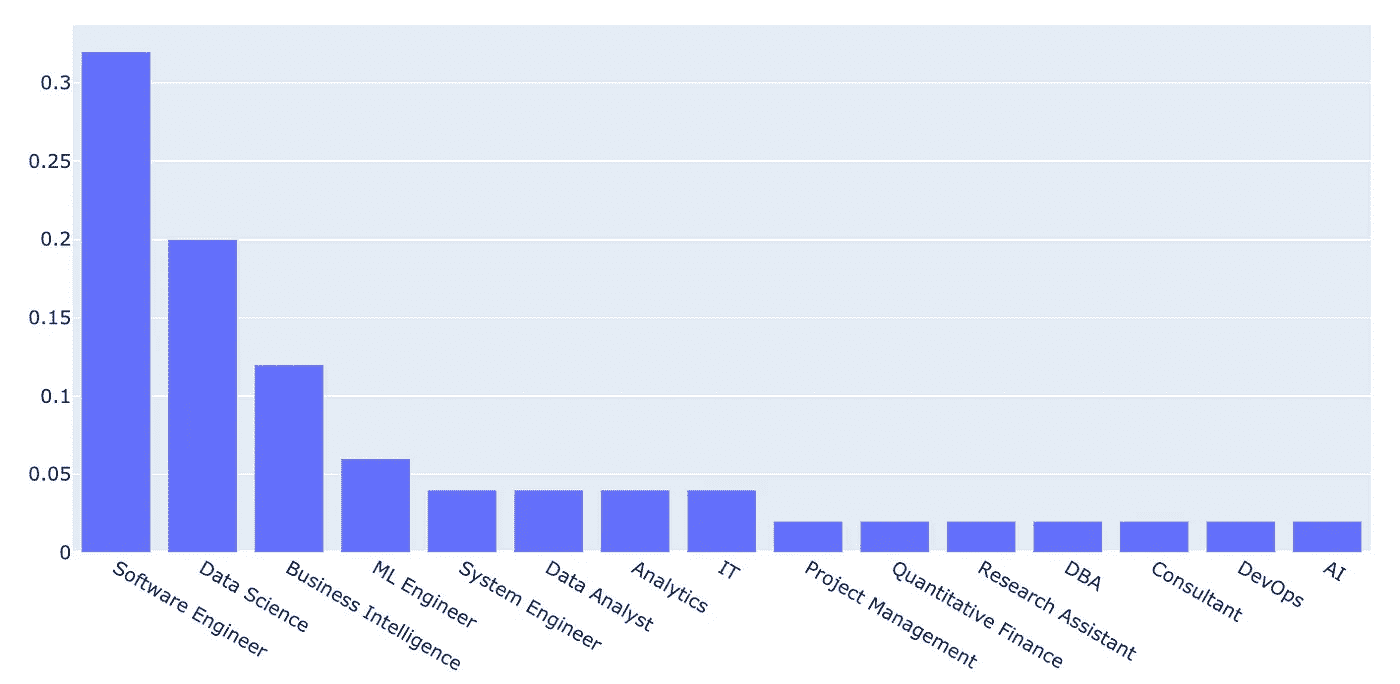 0.3
0.25
0.2
0.15
0.1
0.05
0
Software Engineer
Data Science
Business Intelligence
ML Engineer
System Engineer
Data Analyst
Analytics
IT
Project Management
Quantitative Finance
Research Assistant
DBA
Consultant
DevOps
AI